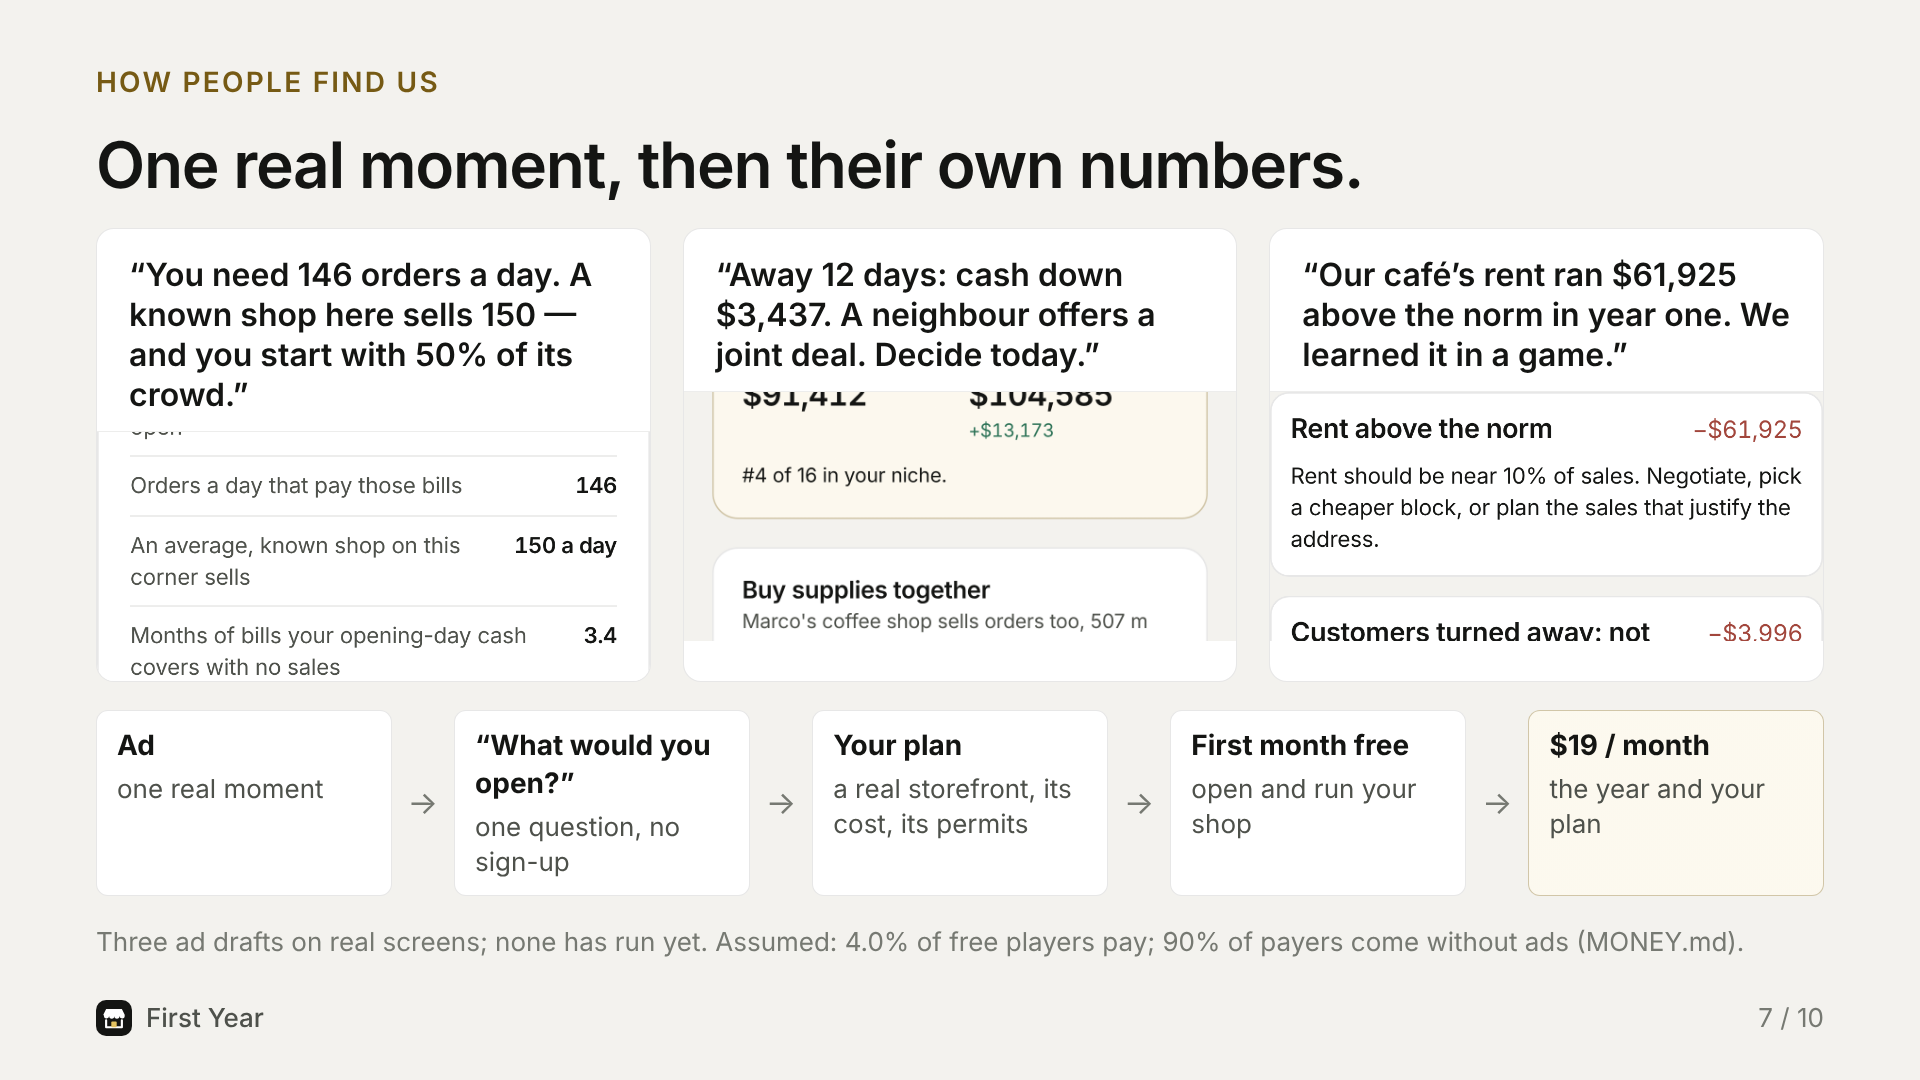 HOW PEOPLE FIND US
One real moment, then their own numbers.
“You need 146 orders a day. A
known shop here sells 150 —
and you start with 50% of its
crowd.”
open
Orders a day that pay those bills 146
An average, known shop on this 150 a day
corner sells
Months of bills your opening-day cash 3.4
covers with no sales
“Away 12 days: cash down
$3,437. A neighbour offers a
joint deal. Decide today.”
$91,412 $104,585
+$13,173
#4 of 16 in your niche.
Buy supplies together
Marco's coffee shop sells orders too, 507 m
“Our café’s rent ran $61,925
above the norm in year one. We
learned it in a game.”
Rent above the norm −$61,925
Rent should be near 10% of sales. Negotiate, pick
a cheaper block, or plan the sales that justify the
address.
Customers turned away: not −$3,996
Ad
one real moment
→
“What would you
open?”
one question, no
sign-up
→
Your plan
a real storefront, its
cost, its permits
→
First month free
open and run your
shop
→
$19 / month
the year and your
plan
Three ad drafts on real screens; none has run yet. Assumed: 4.0% of free players pay; 90% of payers come without ads (MONEY.md).
First Year
7 / 10